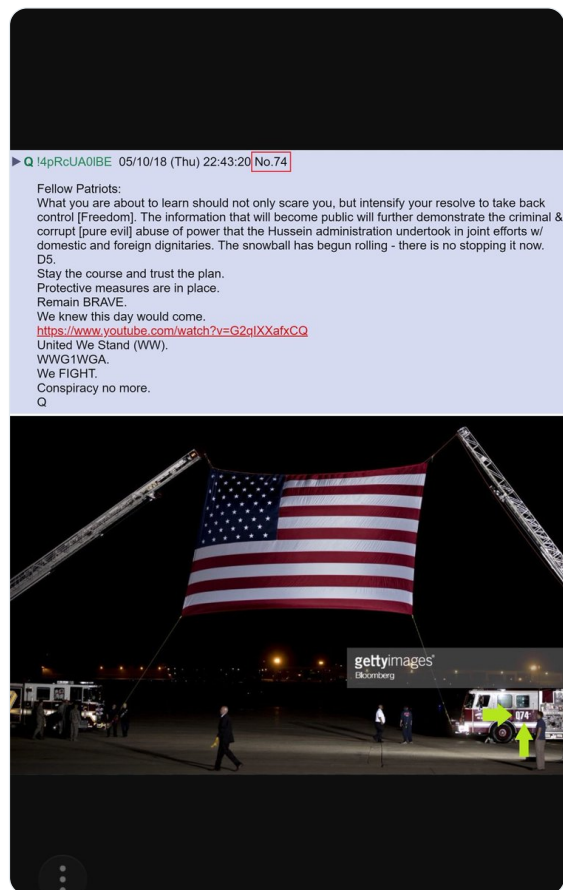 ▶ Q !4pRcUA0lBE 05/10/18 (Thu) 22:43:20 No.74
Fellow Patriots:
What you are about to learn should not only scare you, but intensify your resolve to take back
control [Freedom]. The information that will become public will further demonstrate the criminal &
corrupt [pure evil] abuse of power that the Hussein administration undertook in joint efforts w/
domestic and foreign dignitaries. The snowball has begun rolling - there is no stopping it now.
D5.
Stay the course and trust the plan.
Protective measures are in place.
Remain BRAVE.
We knew this day would come.
https://www.youtube.com/watch?v=G2qIXXafxCQ
United We Stand (WW).
WWG1WGA.
We FIGHT.
Conspiracy no more.
Q
gettyimages®
Bloomberg
074